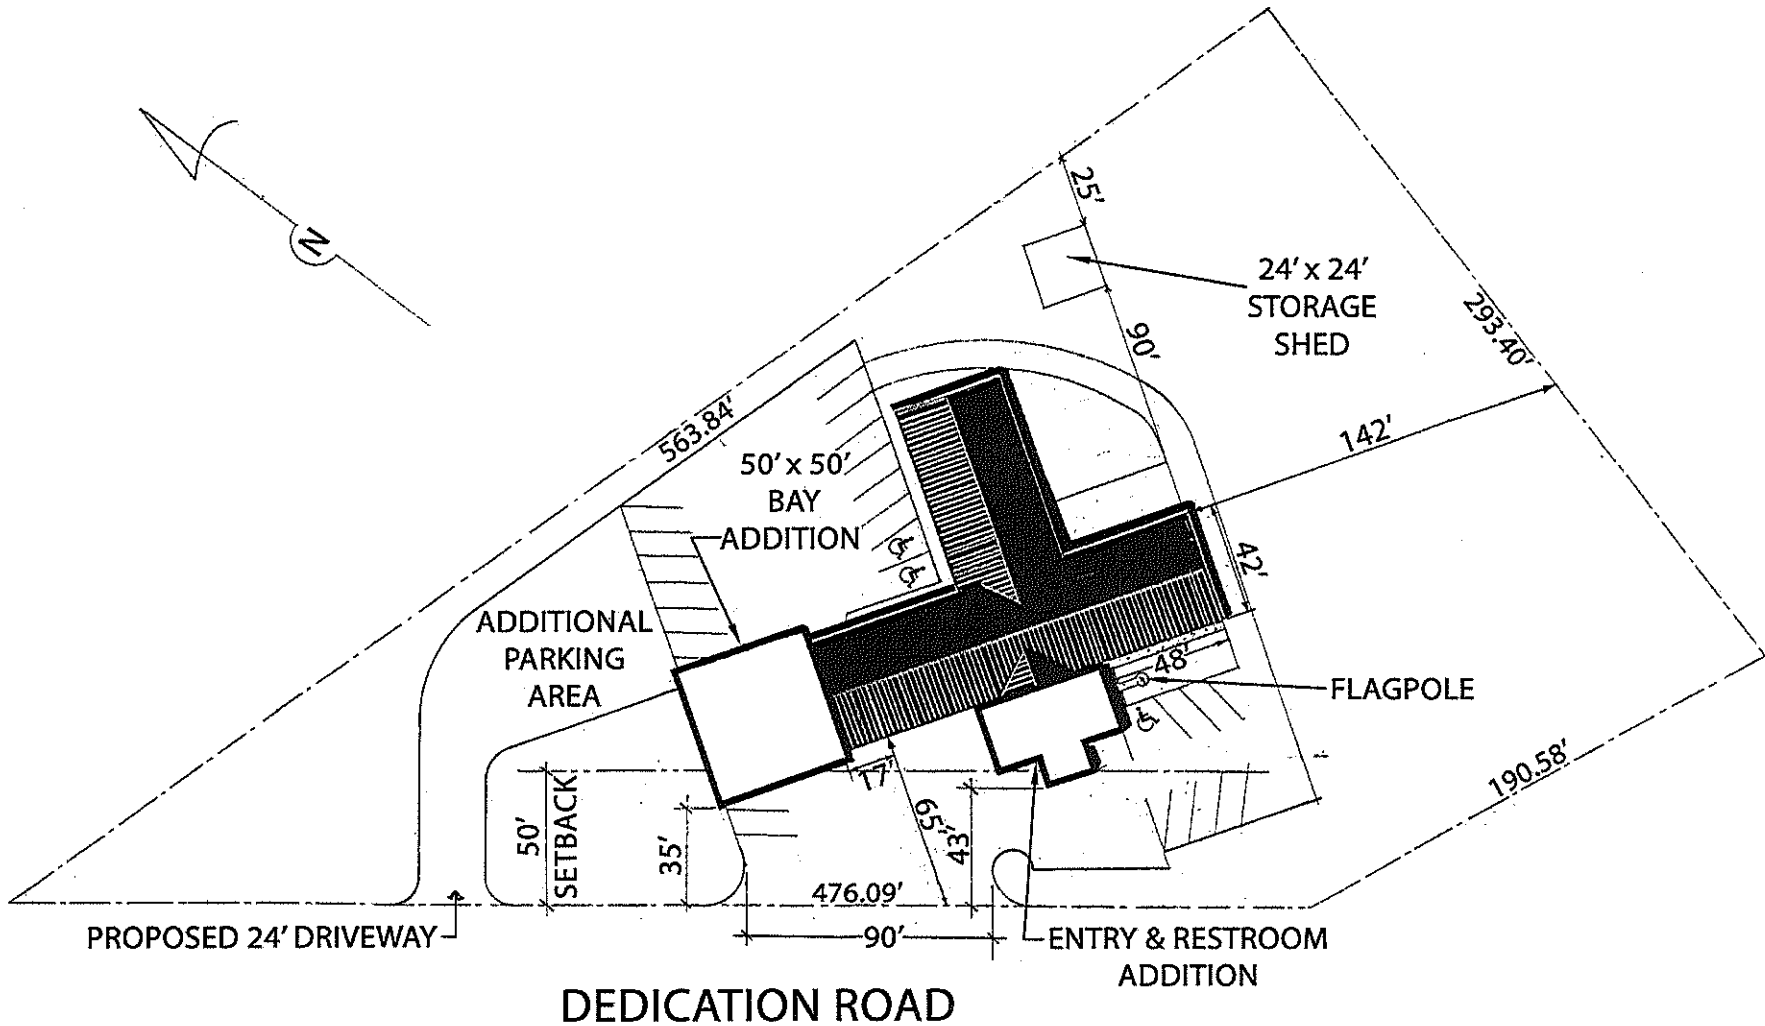 N
25'
24' x 24'
STORAGE
SHED
90'
293.40'
563.84'
142'
50' x 50'
BAY
ADDITION
42'
ADDITIONAL
PARKING
AREA
48'
FLAGPOLE
17'
190.58'
50'
SETBACK
35'
65'
43'
476.09'
PROPOSED 24' DRIVEWAY
90'
ENTRY & RESTROOM
ADDITION
DEDICATION ROAD